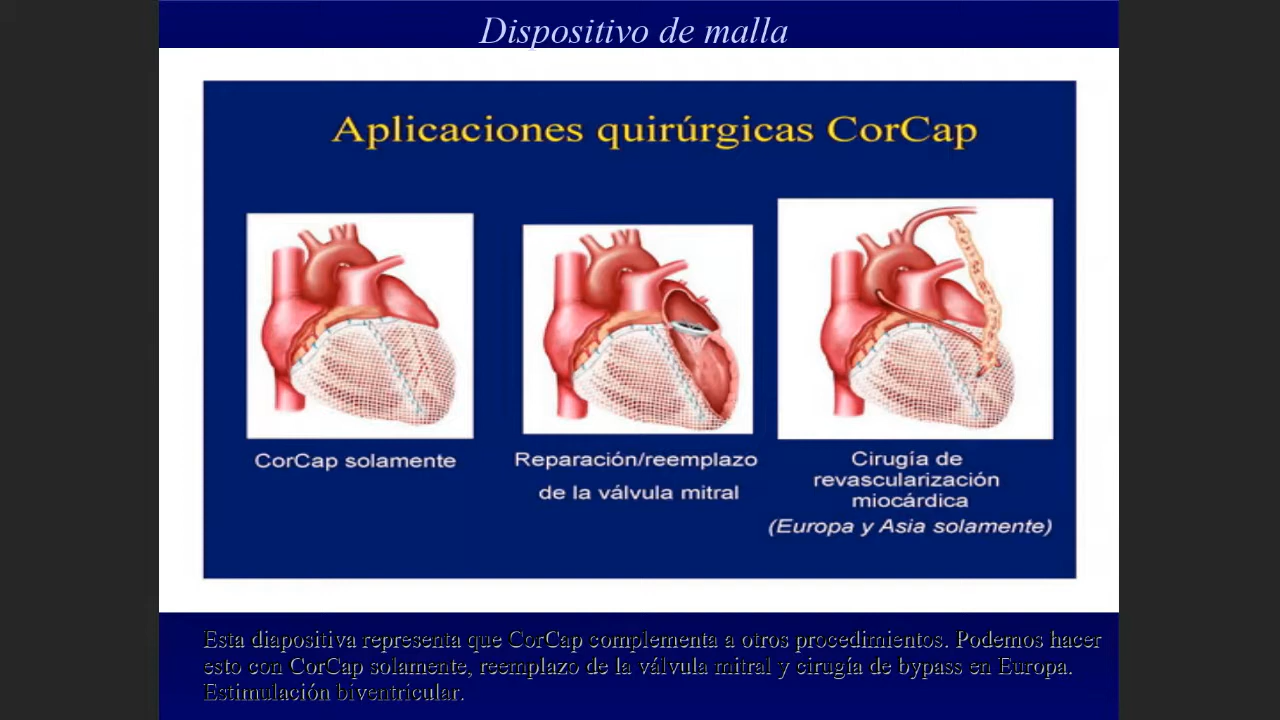 Dispositivo de malla
Aplicaciones quirúrgicas CorCap
CorCap solamente
Reparación/reemplazo
de la válvula mitral
Cirugía de
revascularización
miocárdica
(Europa y Asia solamente)
Esta diapositiva representa que CorCap complementa a otros procedimientos. Podemos hacer
esto con CorCap solamente, reemplazo de la válvula mitral y cirugía de bypass en Europa.
Estimulación biventricular.